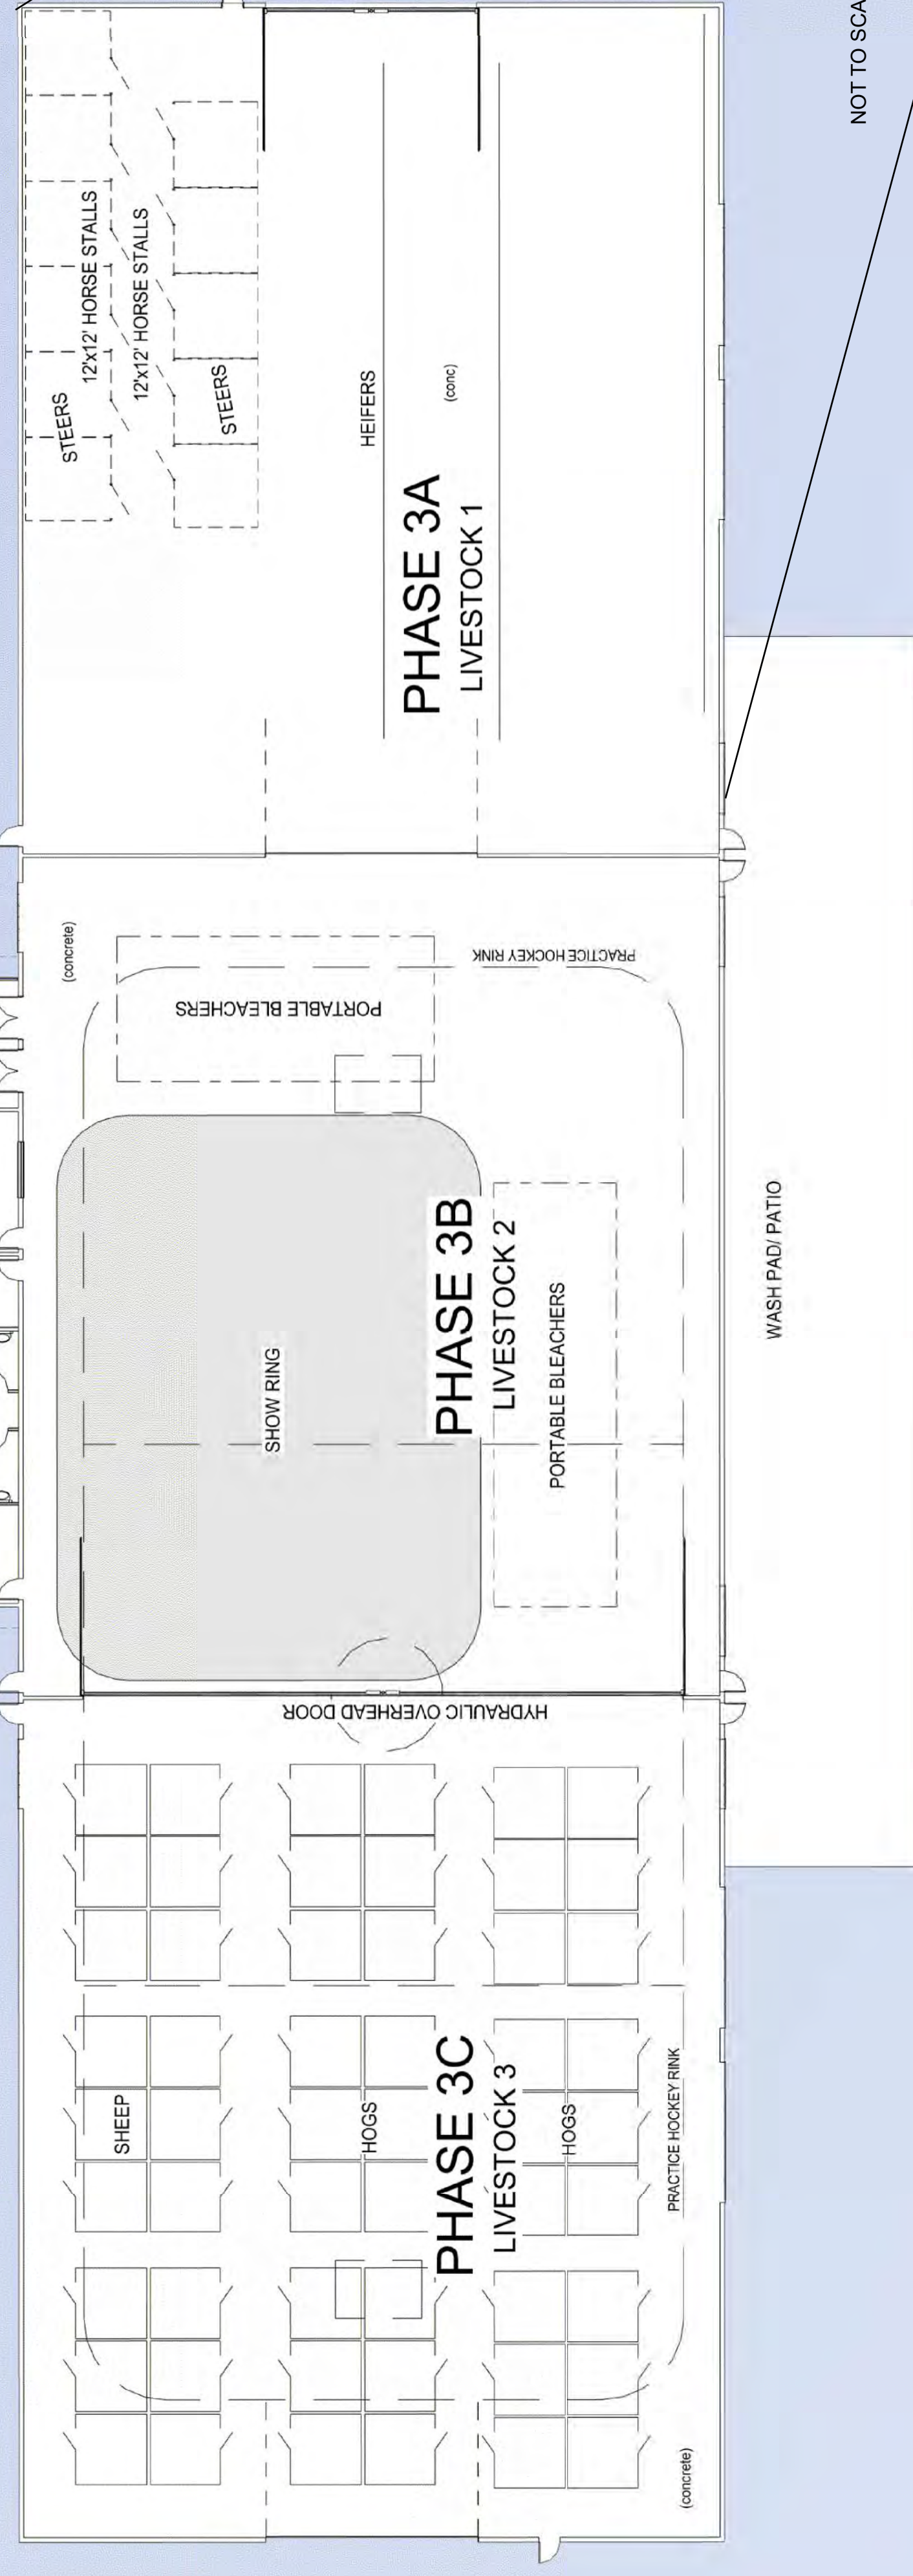 NOT TO SCA
12'x12' HORSE STALLS
12'x12' HORSE STALLS
STEERS
STEERS
HEIFERS
(conc)
PHASE 3A
LIVESTOCK 1
(concrete)
PRACTICE HOCKEY RINK
PORTABLE BLEACHERS
PHASE 3B
LIVESTOCK 2
SHOW RING
PORTABLE BLEACHERS
WASH PAD/ PATIO
HYDRAULIC OVERHEAD DOOR
SHEEP
HOGS
PHASE 3C
LIVESTOCK 3
HOGS
PRACTICE HOCKEY RINK
(concrete)